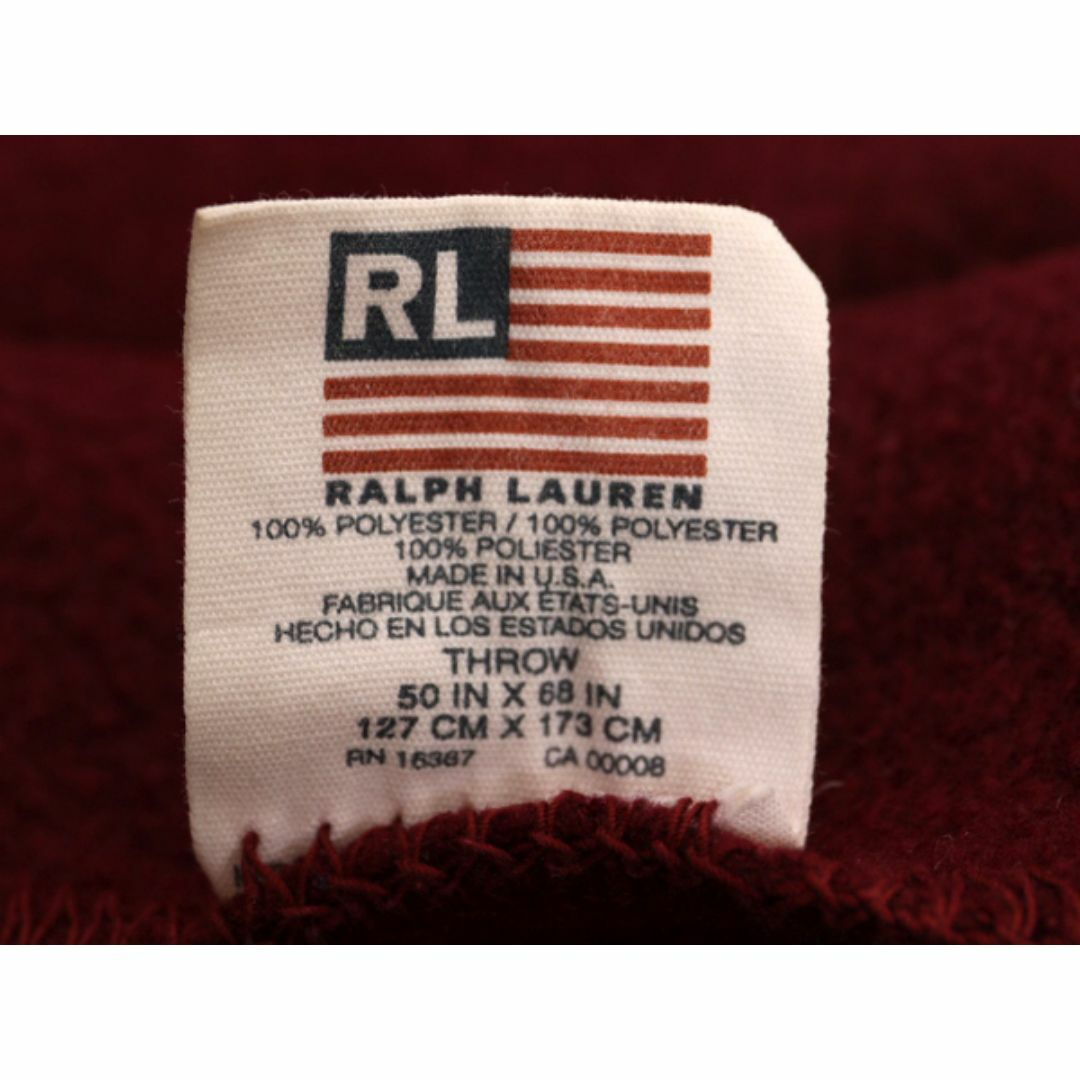 RL
RALPH LAUREN
100% POLYESTER / 100% POLYESTER
100% POLIESTER
MADE IN U.S.A.
FABRIQUE AUX ÉTATS-UNIS
HECHO EN LOS ESTADOS UNIDOS
THROW
50 IN X 68 IN
127 CM X 173 CM
RN 16367 CA 00008